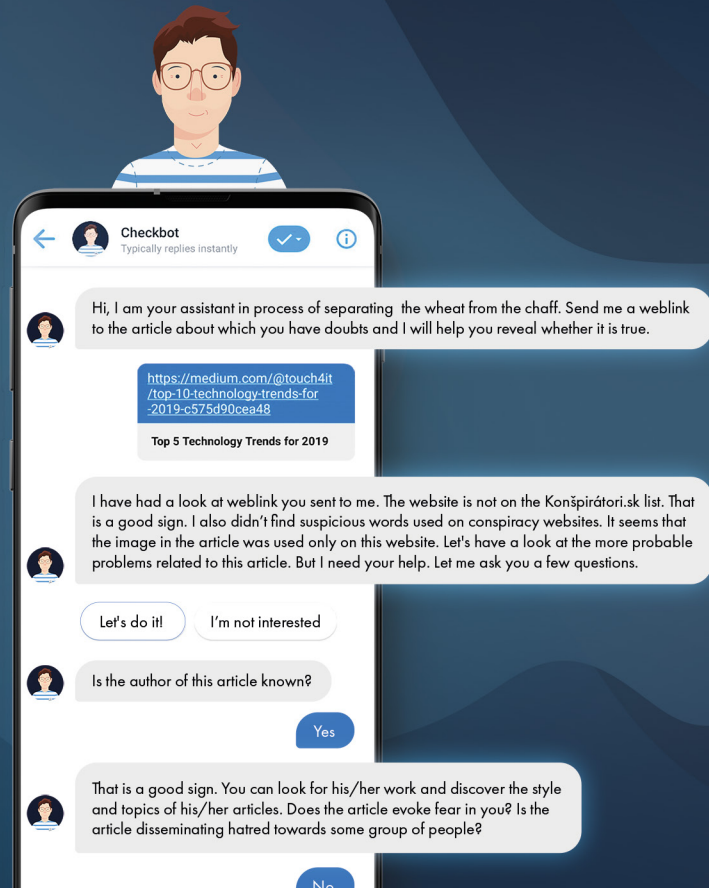 Checkbot
Typically replies instantly
Hi, I am your assistant in process of separating the wheat from the chaff. Send me a weblink
to the article about which you have doubts and I will help you reveal whether it is true.
https://medium.com/@touch4it
/top-10-technology-trends-for
-2019-c575d90cea48
Top 5 Technology Trends for 2019
I have had a look at weblink you sent to me. The website is not on the Konšpirátori.sk list. That
is a good sign. I also didn’t find suspicious words used on conspiracy websites. It seems that
the image in the article was used only on this website. Let's have a look at the more probable
problems related to this article. But I need your help. Let me ask you a few questions.
Let's do it! I’m not interested
Is the author of this article known?
Yes
That is a good sign. You can look for his/her work and discover the style
and topics of his/her articles. Does the article evoke fear in you? Is the
article disseminating hatred towards some group of people?
No